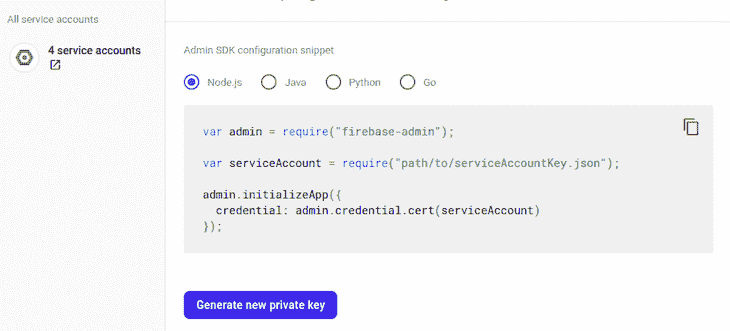 All service accounts
4 service accounts
Admin SDK configuration snippet
Node.js Java Python Go
var admin = require("firebase-admin");
var serviceAccount = require("path/to/serviceAccountKey.json");
admin.initializeApp({
  credential: admin.credential.cert(serviceAccount)
});
Generate new private key